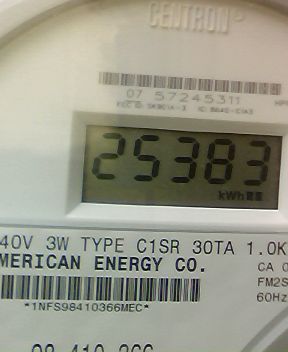 CENTRON
07 57245311
25383
kWh
40V 3W TYPE C1SR 30TA 1.0K
MERICAN ENERGY CO.
CA 0
FM2S
60Hz
*1NFS98410366MEC*